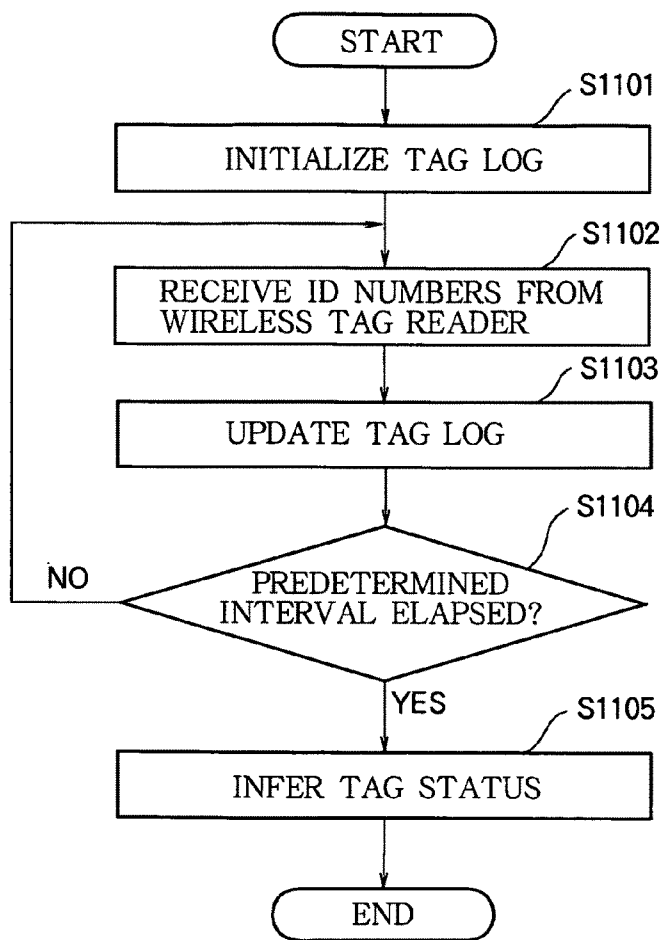 START
S1101
INITIALIZE TAG LOG
S1102
RECEIVE ID NUMBERS FROM
WIRELESS TAG READER
S1103
UPDATE TAG LOG
S1104
NO
PREDETERMINED
INTERVAL ELAPSED?
YES
S1105
INFER TAG STATUS
END